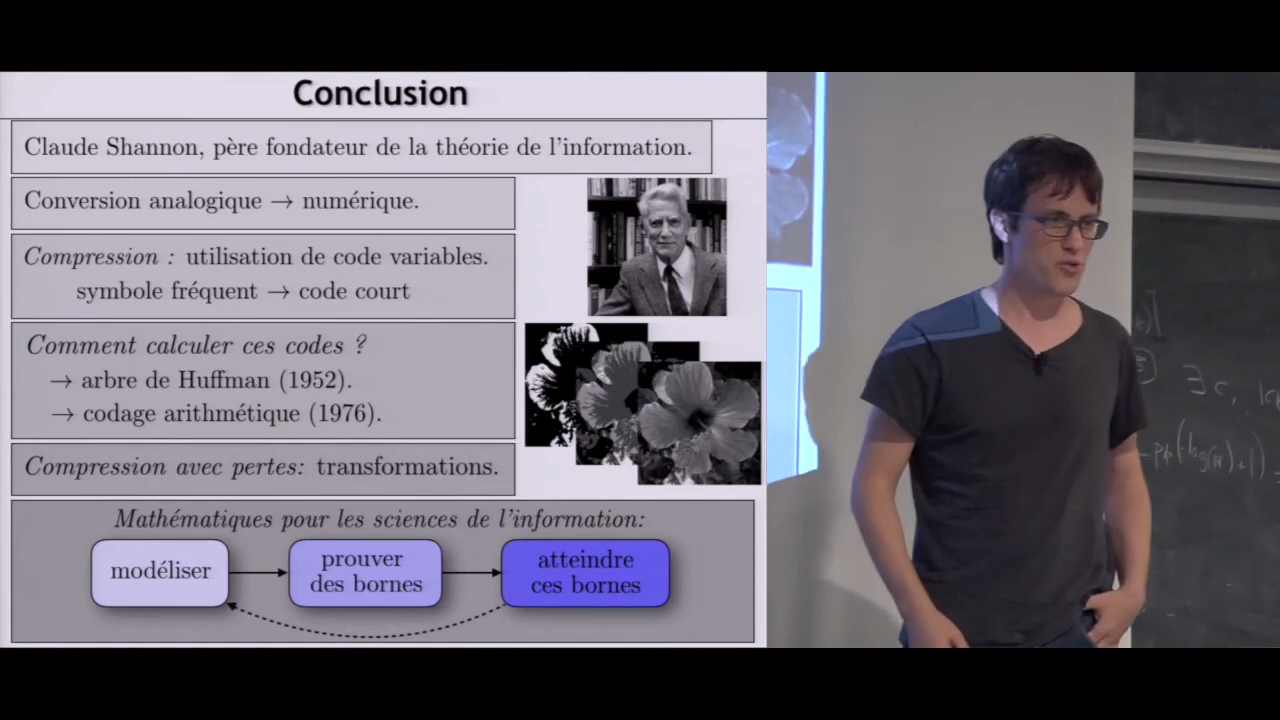 Conclusion
Claude Shannon, père fondateur de la théorie de l'information.
Conversion analogique → numérique.
Compression : utilisation de code variables.
symbole fréquent → code court
Comment calculer ces codes ?
→ arbre de Huffman (1952).
→ codage arithmétique (1976).
Compression avec pertes: transformations.
Mathématiques pour les sciences de l'information:
modéliser
prouver
des bornes
atteindre
ces bornes
∃ c,